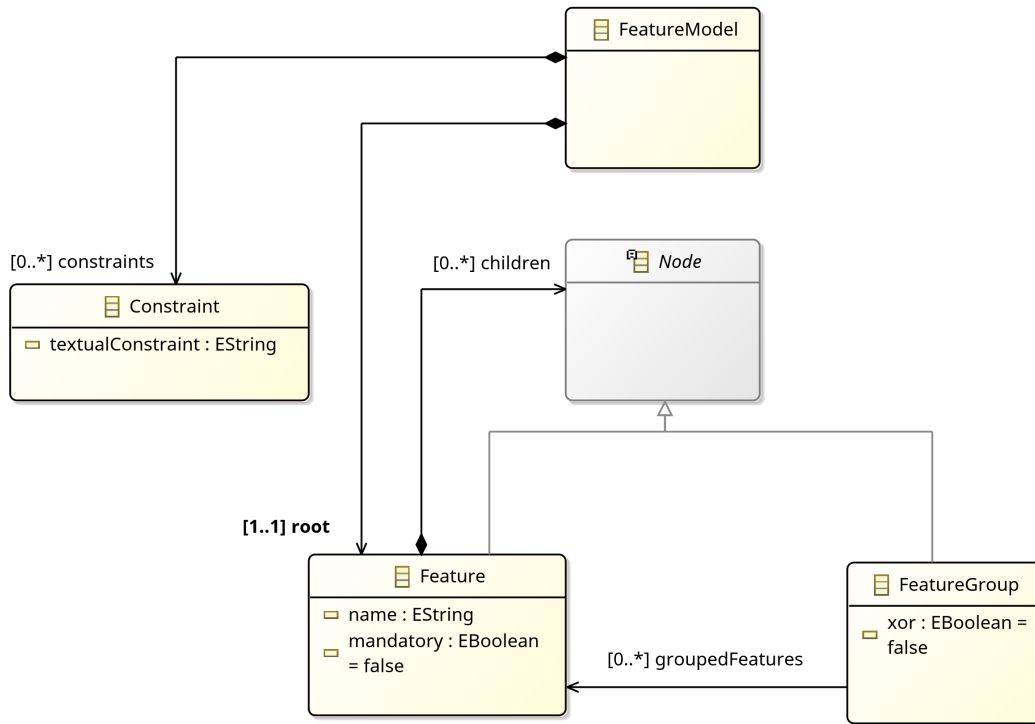 FeatureModel
[0..*] constraints
[0..*] children
Node
Constraint
textualConstraint : EString
[1..1] root
Feature
FeatureGroup
name : EString
mandatory : EBoolean
= false
xor : EBoolean =
false
[0..*] groupedFeatures